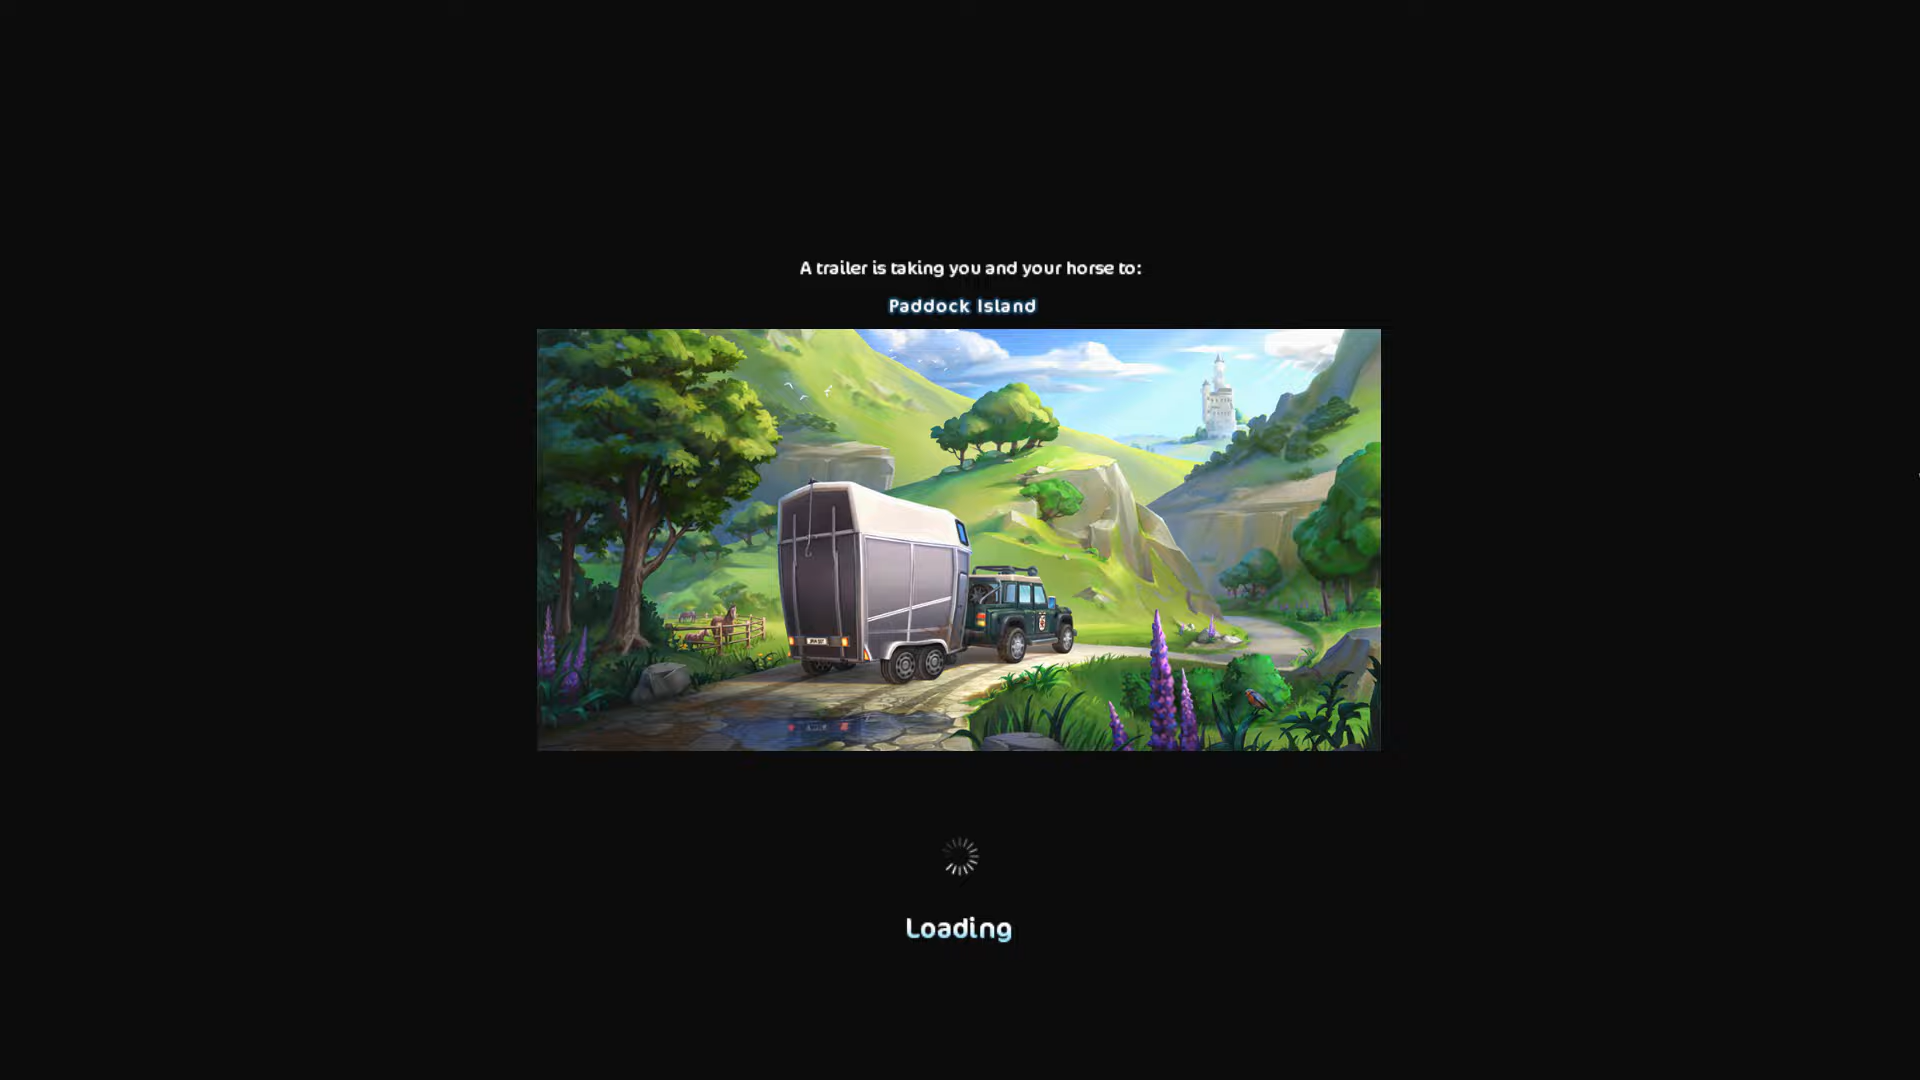 A trailer is taking you and your horse to:
Paddock Island
Loading